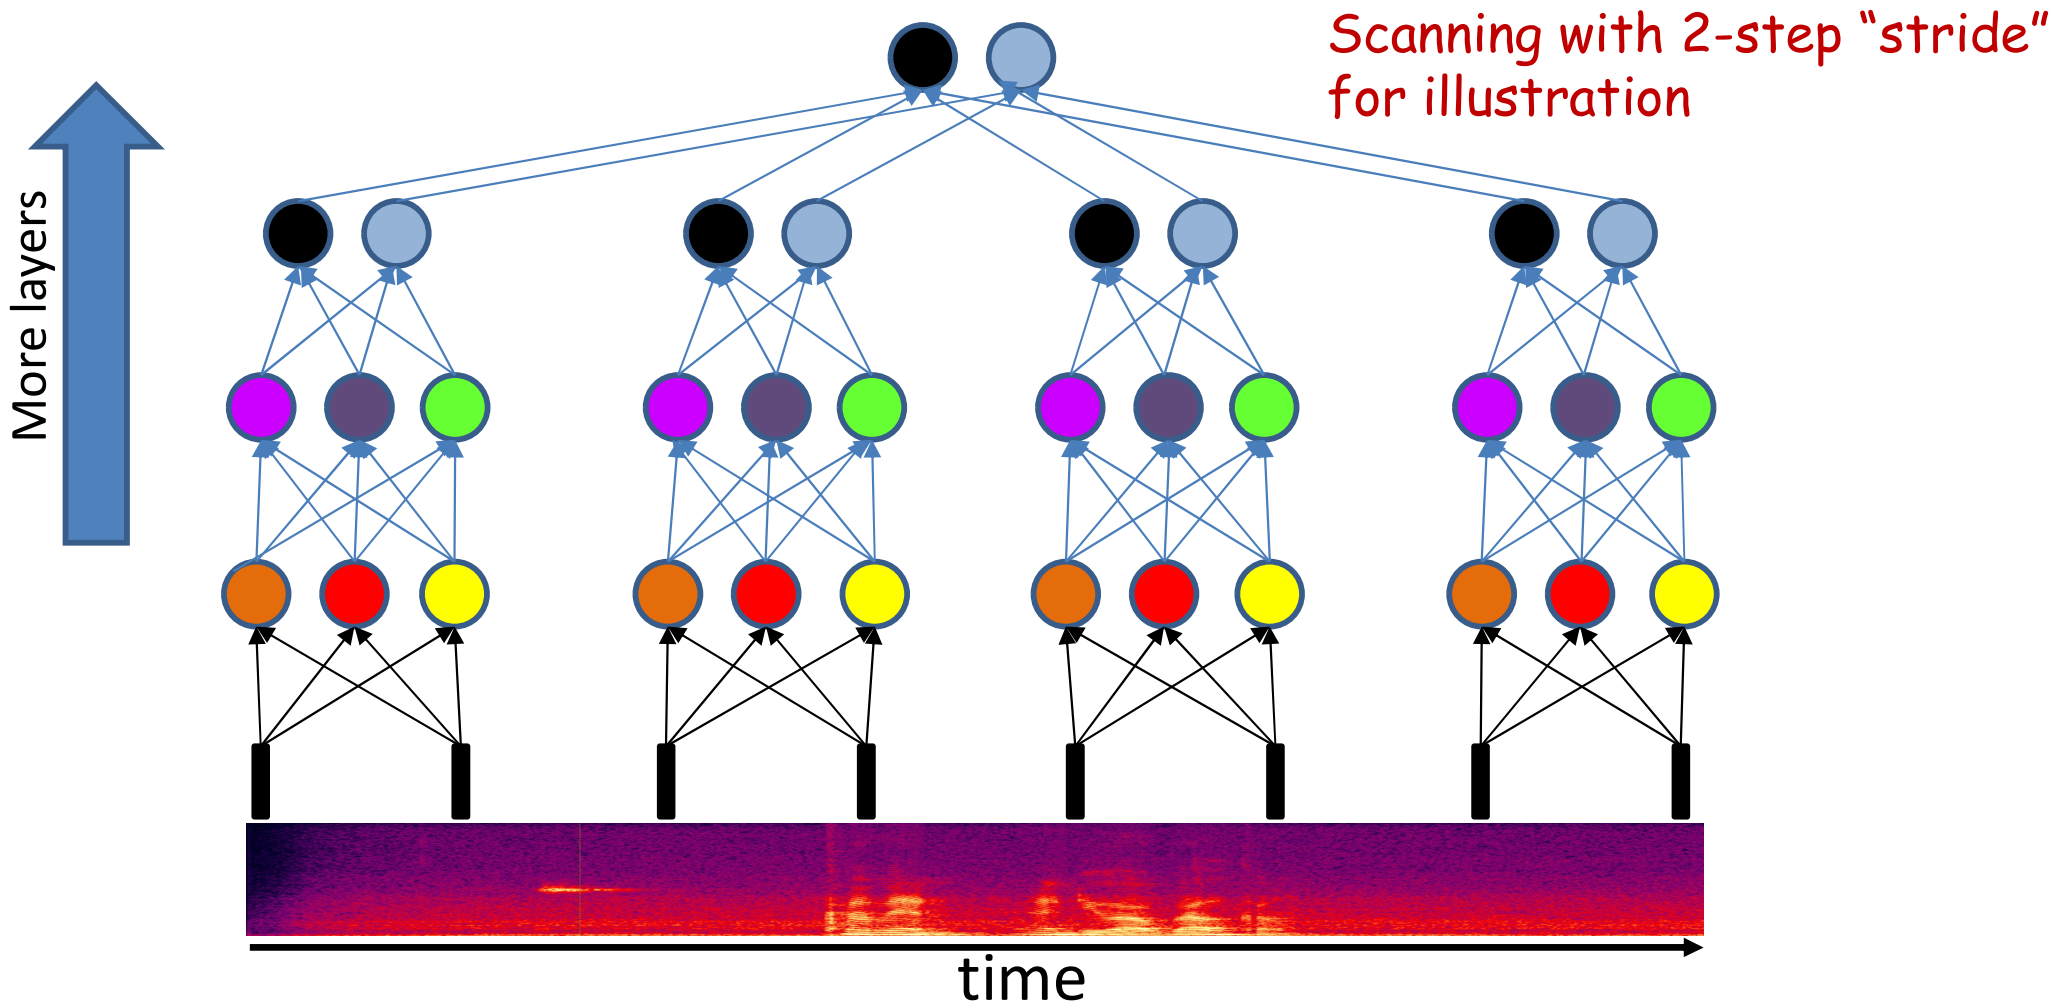 Scanning with 2-step “stride”
for illustration
More layers
time